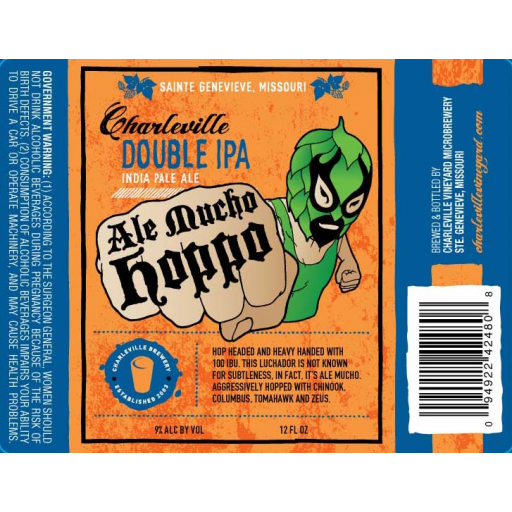 GOVERNMENT WARNING: (1) ACCORDING TO THE SURGEON GENERAL, WOMEN SHOULD
NOT DRINK ALCOHOLIC BEVERAGES DURING PREGNANCY BECAUSE OF THE RISK OF
BIRTH DEFECTS. (2) CONSUMPTION OF ALCOHOLIC BEVERAGES IMPAIRS YOUR ABILITY
TO DRIVE A CAR OR OPERATE MACHINERY, AND MAY CAUSE HEALTH PROBLEMS.
SAINTE GENEVIEVE, MISSOURI
Charleville
DOUBLE IPA
INDIA PALE ALE
Ale Mucho
hoppo
CHARLEVILLE BREWERY
ESTABLISHED 2003
HOP HEADED AND HEAVY HANDED WITH
100 IBU. THIS LUCHADOR IS NOT KNOWN
FOR SUBTLENESS, IN FACT, IT'S ALE MUCHO.
AGGRESSIVELY HOPPED WITH CHINOOK,
COLUMBUS, TOMAHAWK AND ZEUS.
9% ALC BY VOL
12 FL OZ
BREWED & BOTTLED BY
CHARLEVILLE VINEYARD MICROBREWERY
STE. GENEVIEVE, MISSOURI
charlevillevineyard.com
0 94922 42480 8